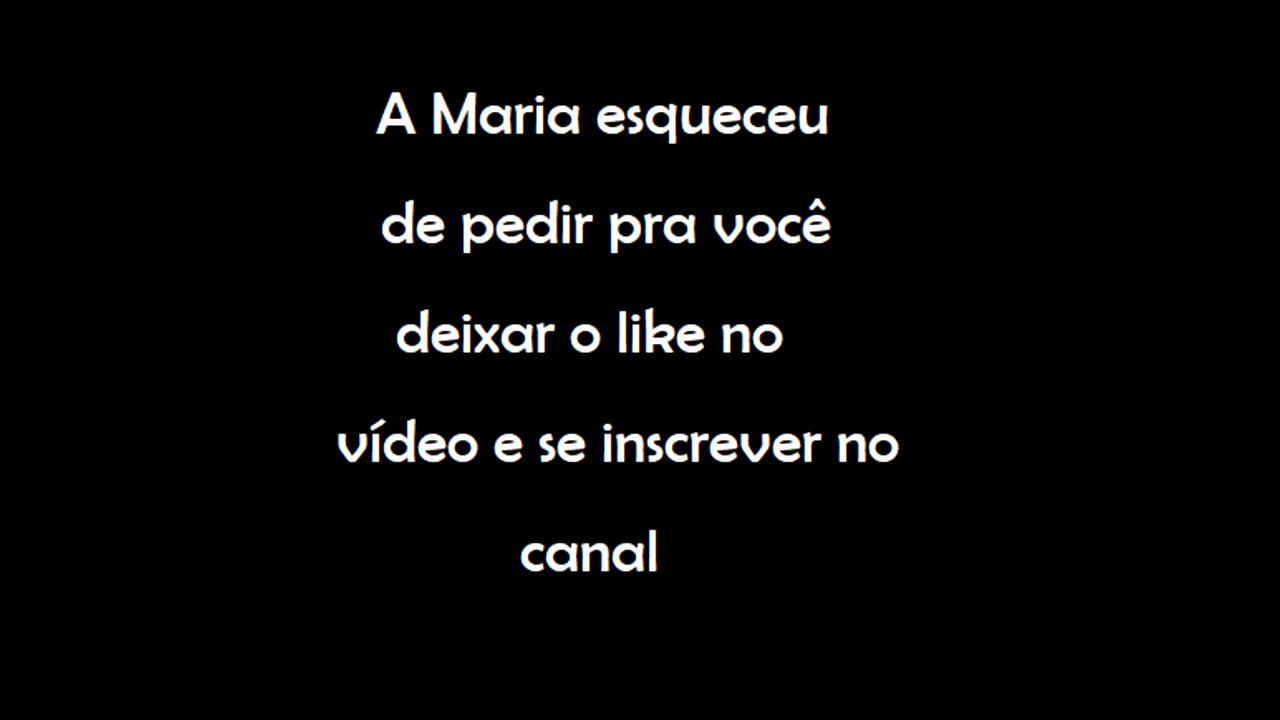 A Maria esqueceu
de pedir pra você
deixar o like no
vídeo e se inscrever no
canal